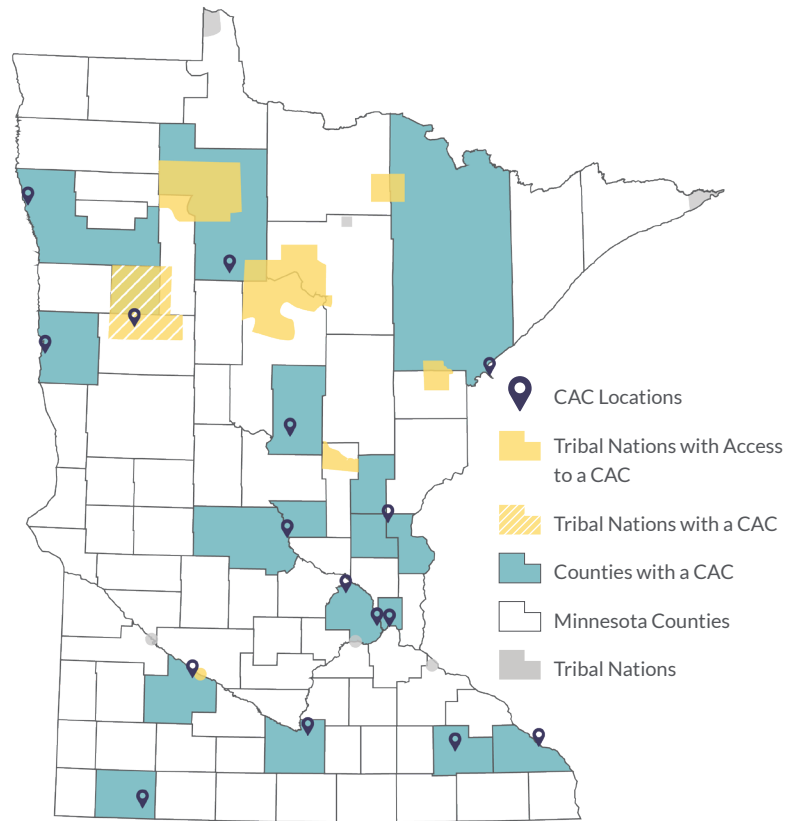 CAC Locations
Tribal Nations with Access
to a CAC
Tribal Nations with a CAC
Counties with a CAC
Minnesota Counties
Tribal Nations